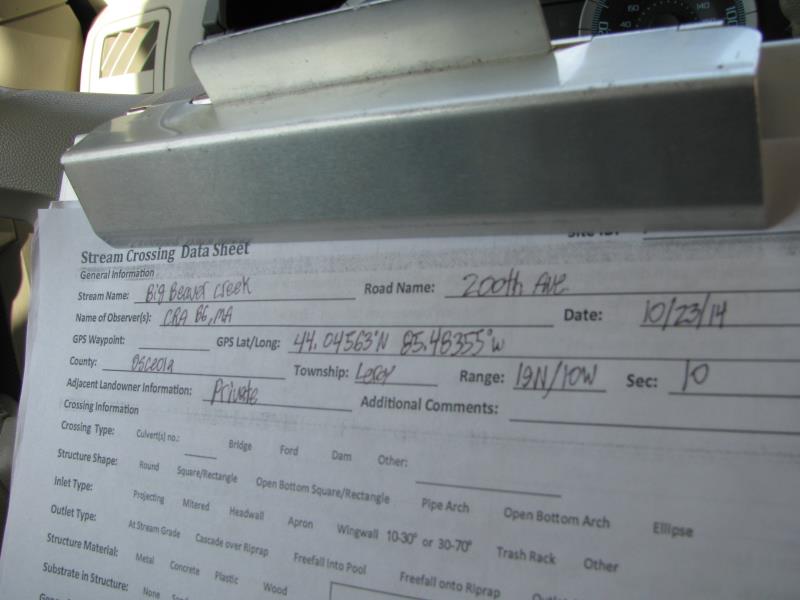 Stream Crossing Data Sheet
General Information
Stream Name: Big Beaver Creek Road Name: 200th Ave
Name of Observer(s): CRA BG, MA Date: 10/23/14
GPS Waypoint: GPS Lat/Long: 44.04563°N 85.48355°W
County: Osceola Township: Leroy Range: 19N/10W Sec: 10
Adjacent Landowner Information: Private Additional Comments:
Crossing Information
Crossing Type: Culvert(s) no.: Bridge Ford Dam Other:
Structure Shape: Round Square/Rectangle Open Bottom Square/Rectangle Pipe Arch Open Bottom Arch Ellipse
Inlet Type: Projecting Mitered Headwall Apron Wingwall 10-30° or 30-70° Trash Rack Other
Outlet Type: At Stream Grade Cascade over Riprap Freefall Into Pool Freefall onto Riprap
Structure Material: Metal Concrete Plastic Wood
Substrate in Structure: None